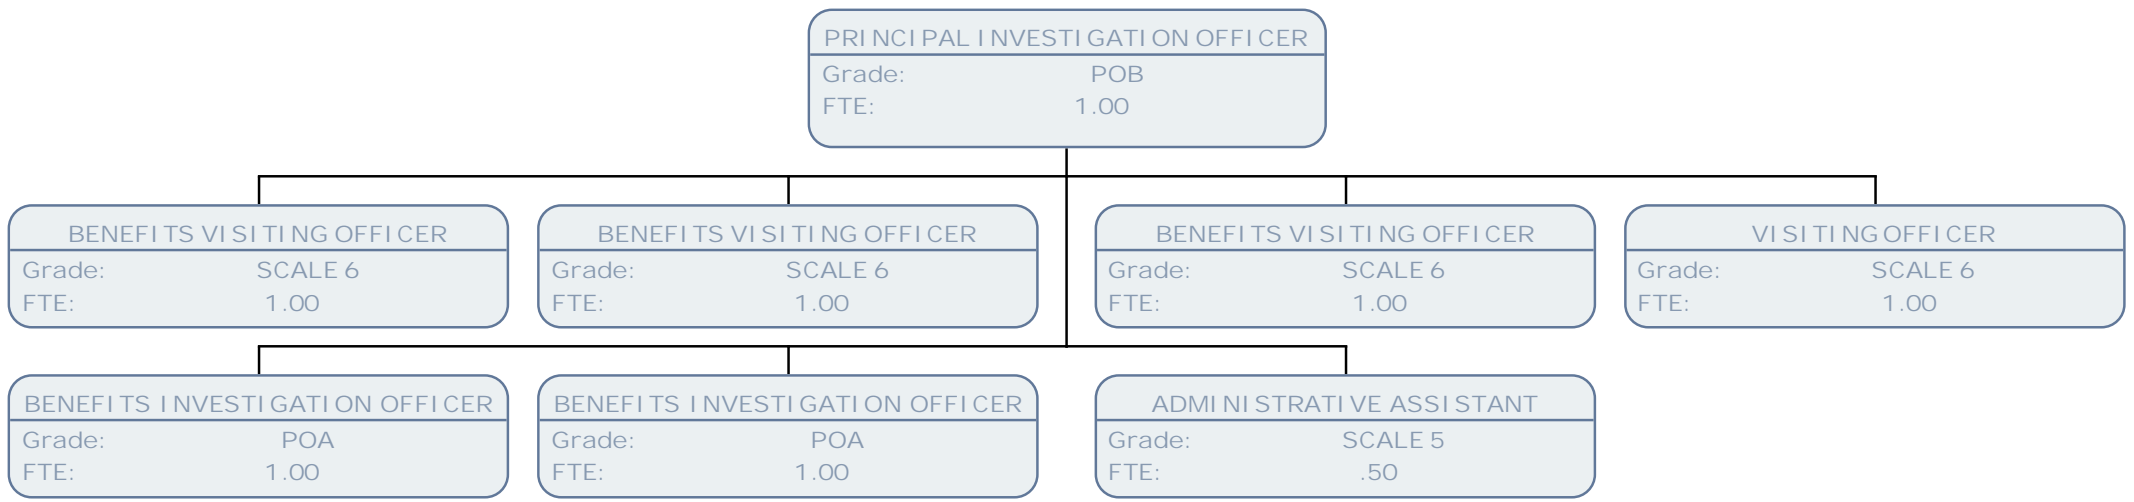 PRINCIPAL INVESTIGATION OFFICER
Grade: POB
FTE: 1.00
BENEFITS VISITING OFFICER
Grade: SCALE 6
FTE: 1.00
BENEFITS VISITING OFFICER
Grade: SCALE 6
FTE: 1.00
BENEFITS VISITING OFFICER
Grade: SCALE 6
FTE: 1.00
VISITING OFFICER
Grade: SCALE 6
FTE: 1.00
BENEFITS INVESTIGATION OFFICER
Grade: POA
FTE: 1.00
BENEFITS INVESTIGATION OFFICER
Grade: POA
FTE: 1.00
ADMINISTRATIVE ASSISTANT
Grade: SCALE 5
FTE: .50